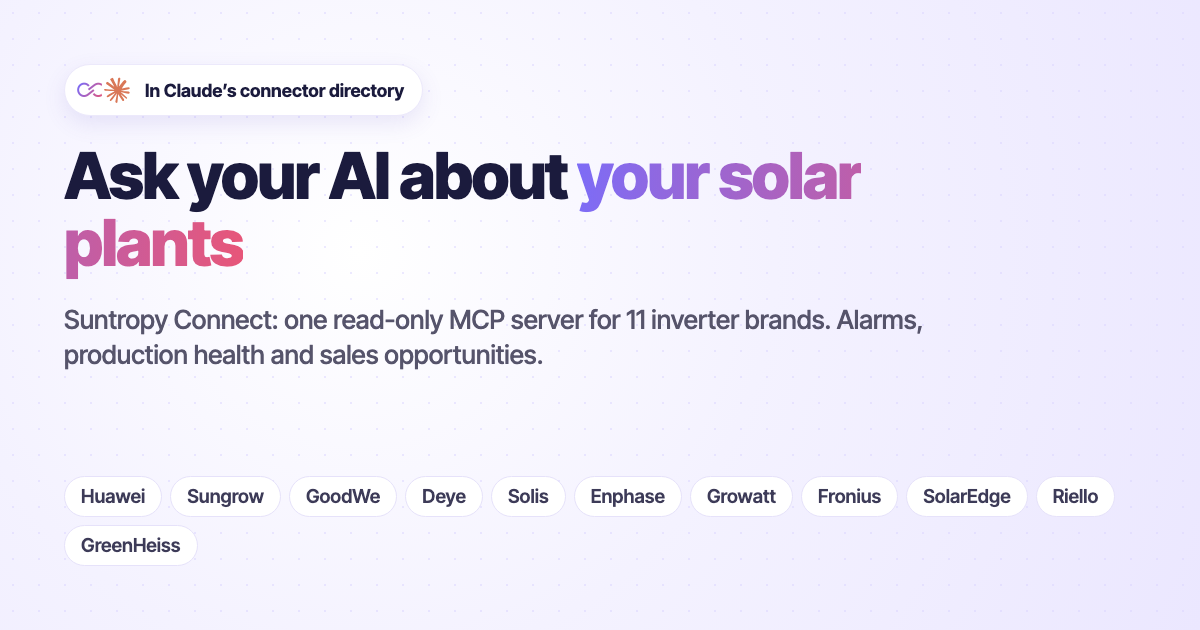 In Claude’s connector directory
Ask your AI about your solar
plants
Suntropy Connect: one read-only MCP server for 11 inverter brands. Alarms,
production health and sales opportunities.
Huawei Sungrow GoodWe Deye Solis Enphase Growatt Fronius SolarEdge Riello
GreenHeiss